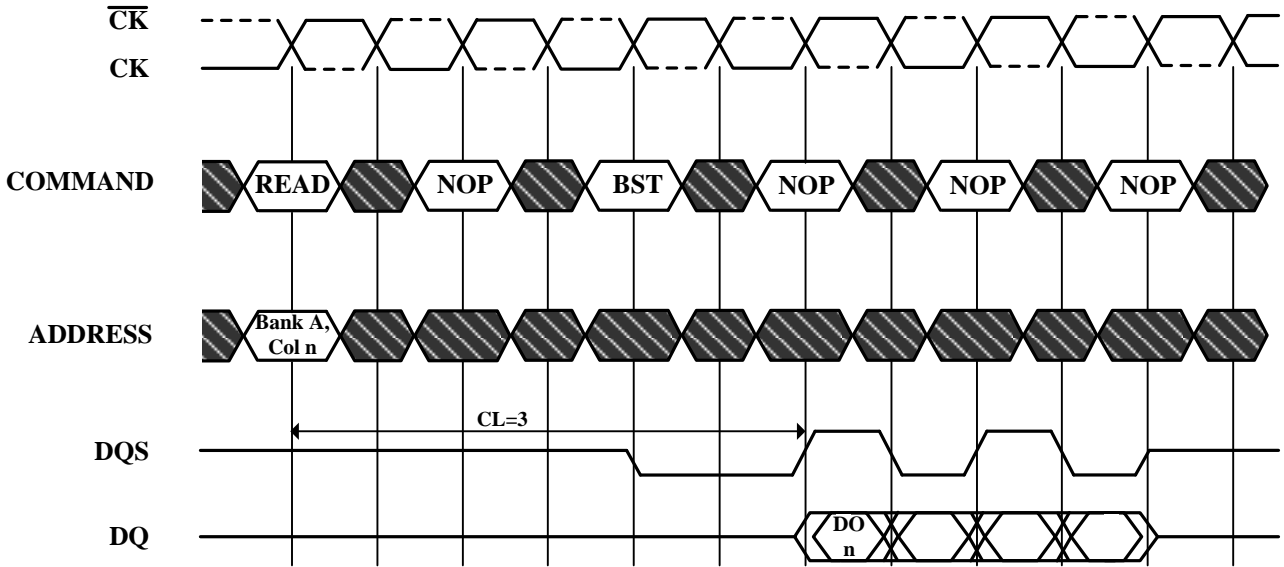 CK
CK
COMMAND
READ
NOP
BST
NOP
NOP
NOP
ADDRESS
Bank A,
Col n
CL=3
DQS
DQ
DO
n